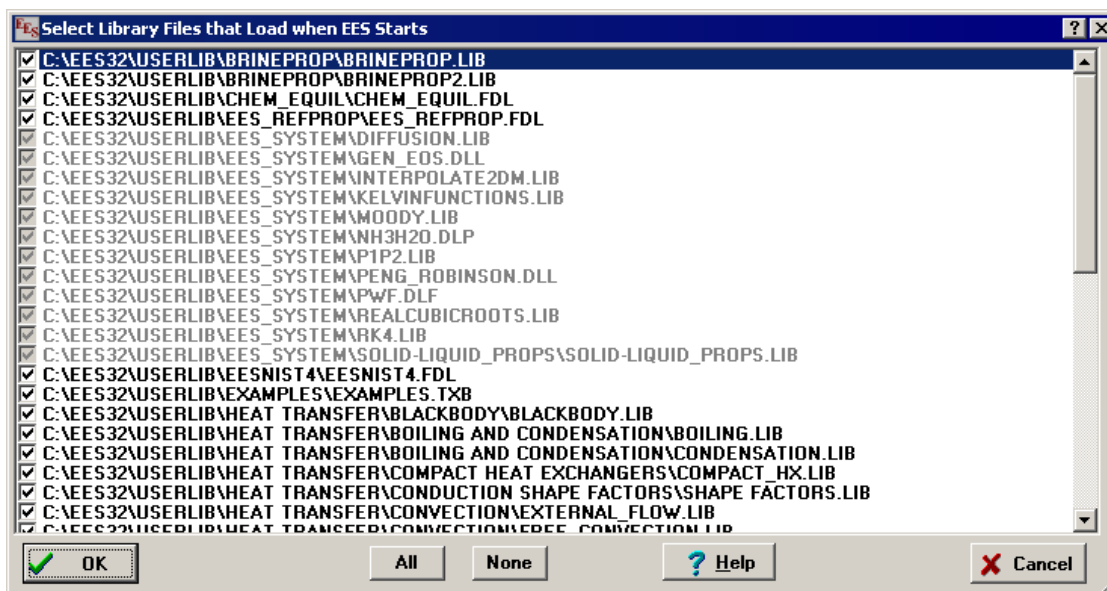 EES Select Library Files that Load when EES Starts
C:\EES32\USERLIB\BRINEPROP\BRINEPROP.LIB
C:\EES32\USERLIB\BRINEPROP\BRINEPROP2.LIB
C:\EES32\USERLIB\CHEM_EQUIL\CHEM_EQUIL.FDL
C:\EES32\USERLIB\EES_REFPROP\EES_REFPROP.FDL
C:\EES32\USERLIB\EES_SYSTEM\DIFFUSION.LIB
C:\EES32\USERLIB\EES_SYSTEM\GEN_EOS.DLL
C:\EES32\USERLIB\EES_SYSTEM\INTERPOLATE2DM.LIB
C:\EES32\USERLIB\EES_SYSTEM\KELVINFUNCTIONS.LIB
C:\EES32\USERLIB\EES_SYSTEM\MOODY.LIB
C:\EES32\USERLIB\EES_SYSTEM\NH3H2O.DLP
C:\EES32\USERLIB\EES_SYSTEM\P1P2.LIB
C:\EES32\USERLIB\EES_SYSTEM\PENG_ROBINSON.DLL
C:\EES32\USERLIB\EES_SYSTEM\PWF.DLF
C:\EES32\USERLIB\EES_SYSTEM\REALCUBICROOTS.LIB
C:\EES32\USERLIB\EES_SYSTEM\RK4.LIB
C:\EES32\USERLIB\EES_SYSTEM\SOLID-LIQUID_PROPS\SOLID-LIQUID_PROPS.LIB
C:\EES32\USERLIB\EESNIST4\EESNIST4.FDL
C:\EES32\USERLIB\EXAMPLES\EXAMPLES.TXB
C:\EES32\USERLIB\HEAT TRANSFER\BLACKBODY\BLACKBODY.LIB
C:\EES32\USERLIB\HEAT TRANSFER\BOILING AND CONDENSATION\BOILING.LIB
C:\EES32\USERLIB\HEAT TRANSFER\BOILING AND CONDENSATION\CONDENSATION.LIB
C:\EES32\USERLIB\HEAT TRANSFER\COMPACT HEAT EXCHANGERS\COMPACT_HX.LIB
C:\EES32\USERLIB\HEAT TRANSFER\CONDUCTION SHAPE FACTORS\SHAPE FACTORS.LIB
C:\EES32\USERLIB\HEAT TRANSFER\CONVECTION\EXTERNAL_FLOW.LIB
C:\EES32\USERLIB\HEAT TRANSFER\CONVECTION\FREE_CONVECTION.LIB
OK All None ? Help Cancel